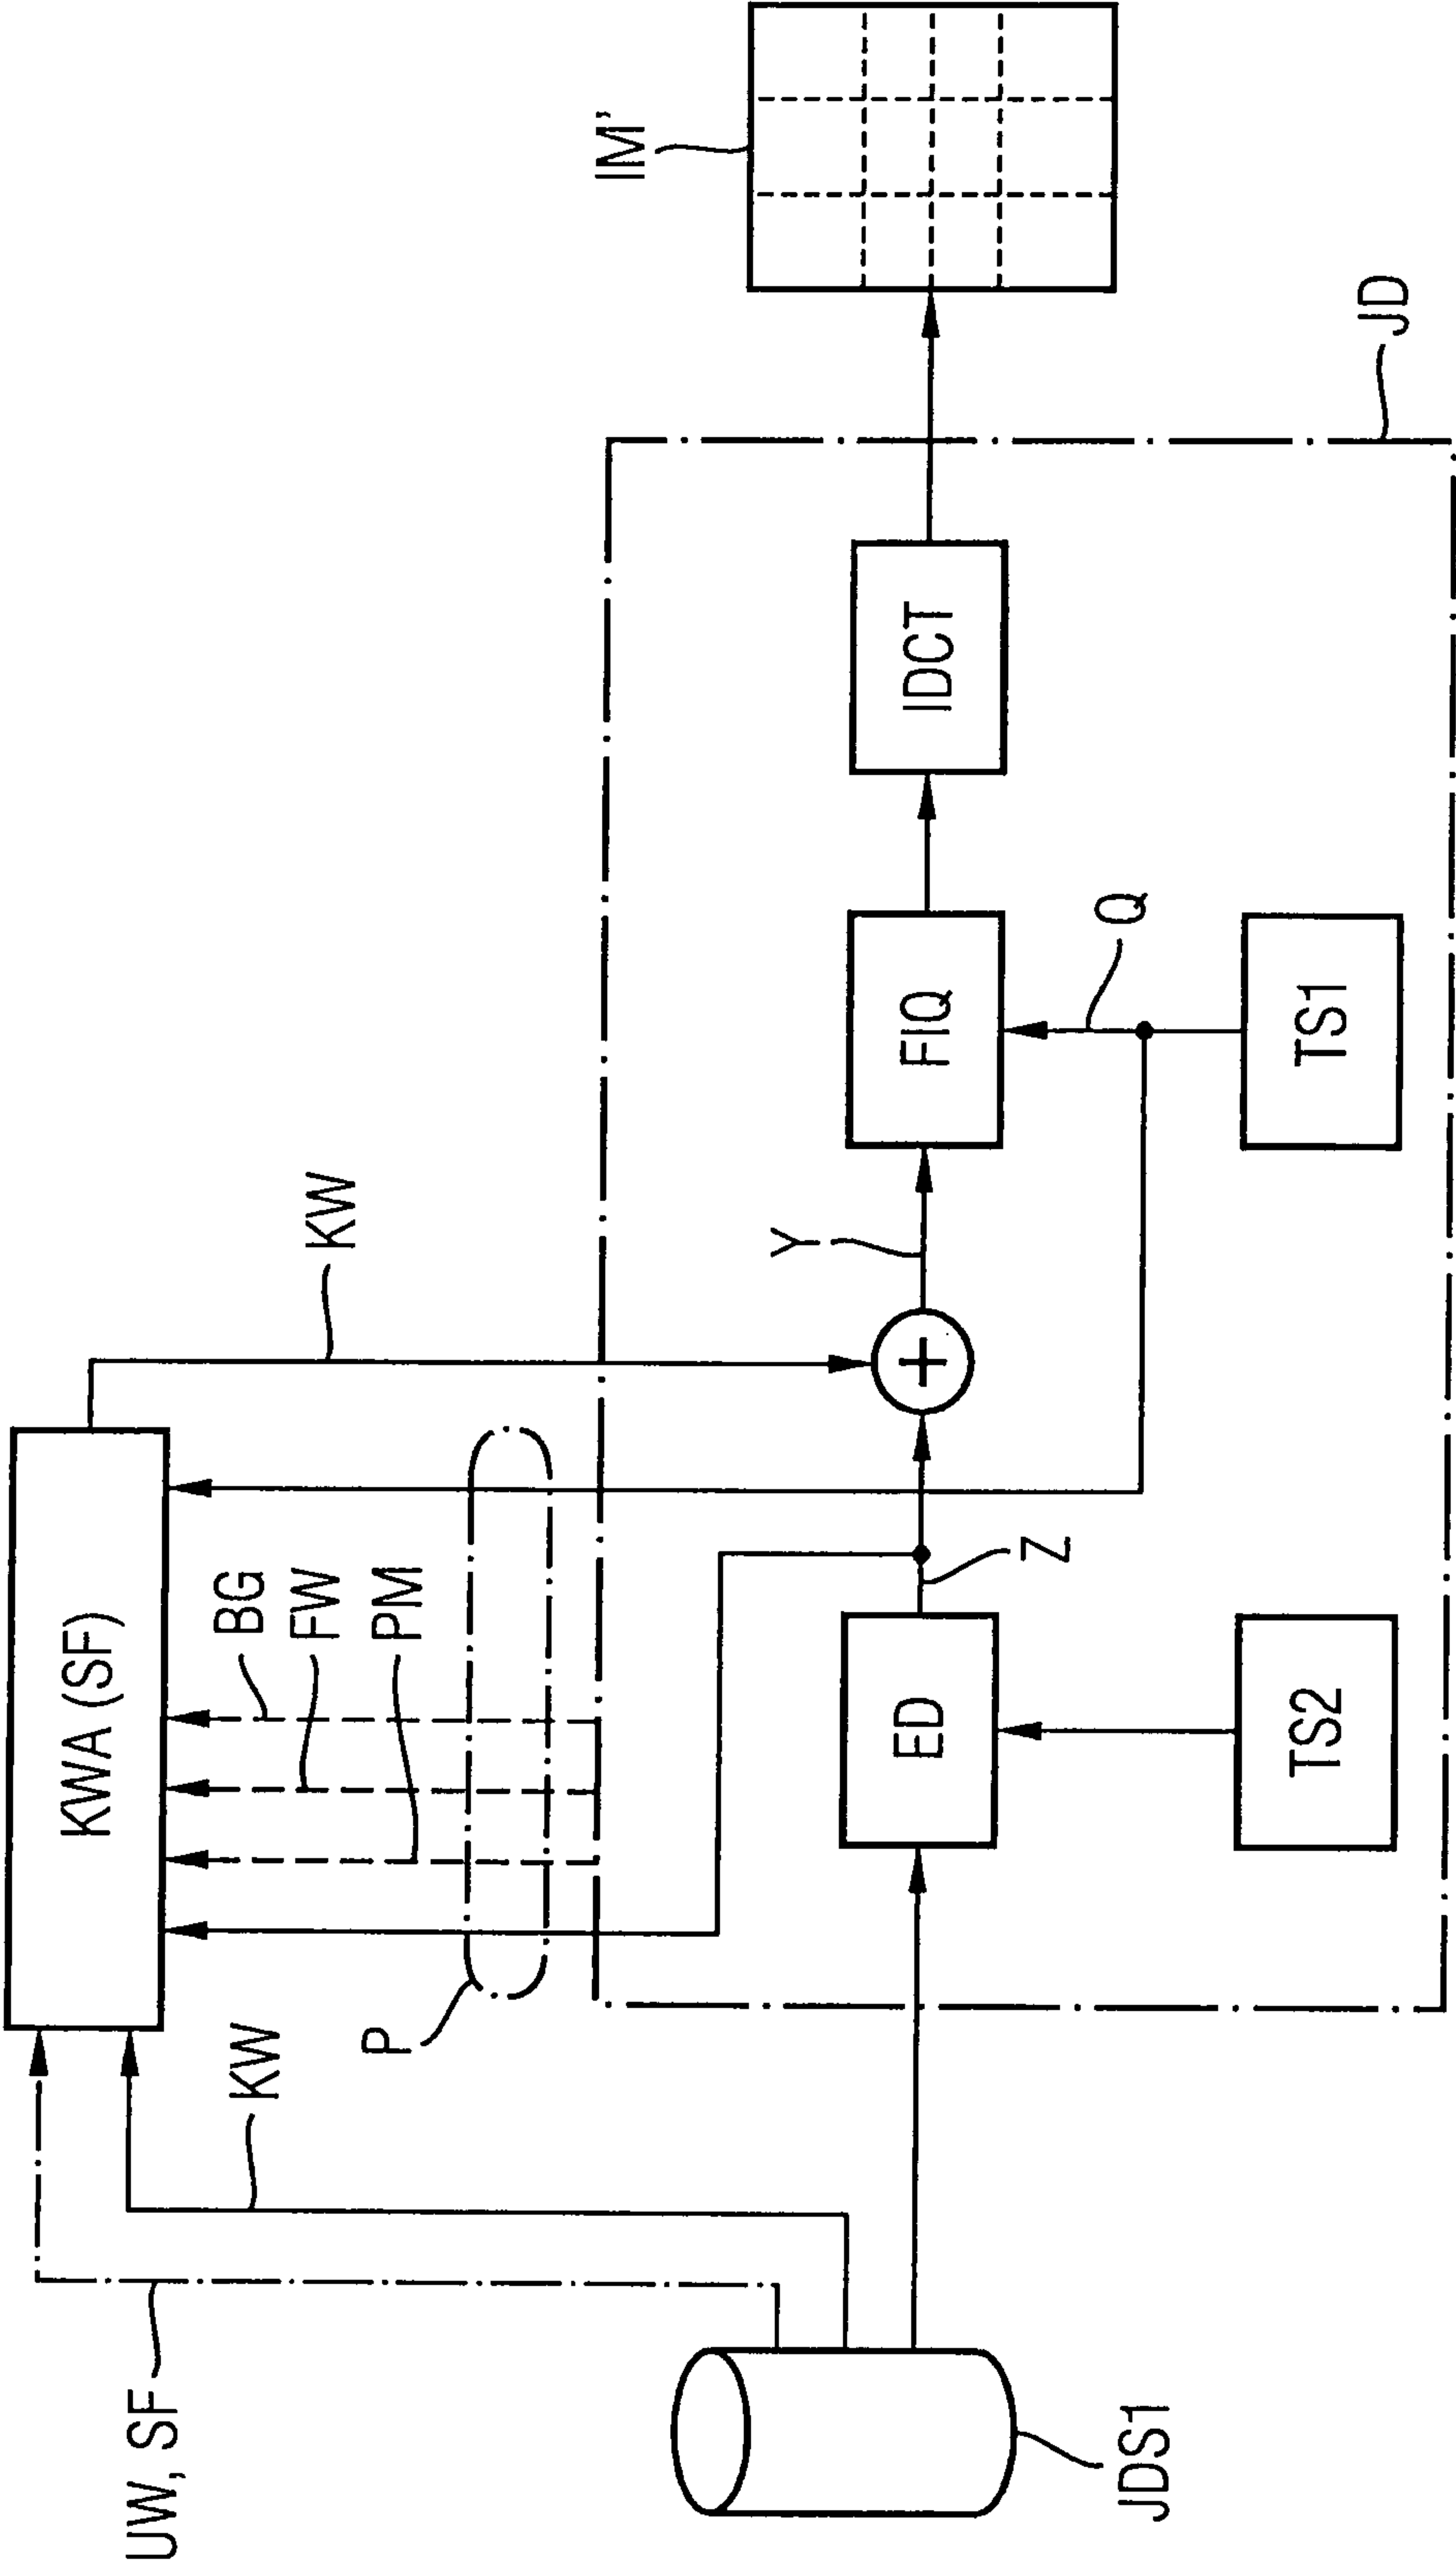 UW, SF
KW
KWA (SF)
P
BG
FW
PM
KW
JDS1
ED
Z
+
Y
FIQ
IDCT
IM'
TS2
TS1
Q
JD